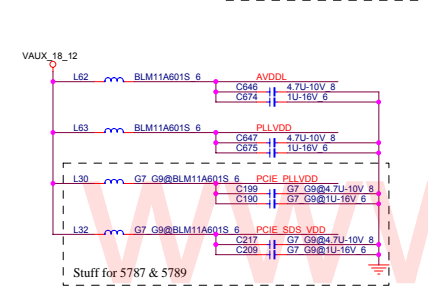 VAUX_18_12
L62 BLM11A601S_6 AVDDL
C646 4.7U-10V_8
C674 1U-16V_6
L63 BLM11A601S_6 PLLVDD
C647 4.7U-10V_8
C675 1U-16V_6
L30 G7_G9@BLM11A601S_6 PCIE_PLLVDD
C199 G7_G9@4.7U-10V_8
C190 G7_G9@1U-16V_6
L32 G7_G9@BLM11A601S_6 PCIE_SDS_VDD
C217 G7_G9@4.7U-10V_8
C209 G7_G9@1U-16V_6
Stuff for 5787 & 5789